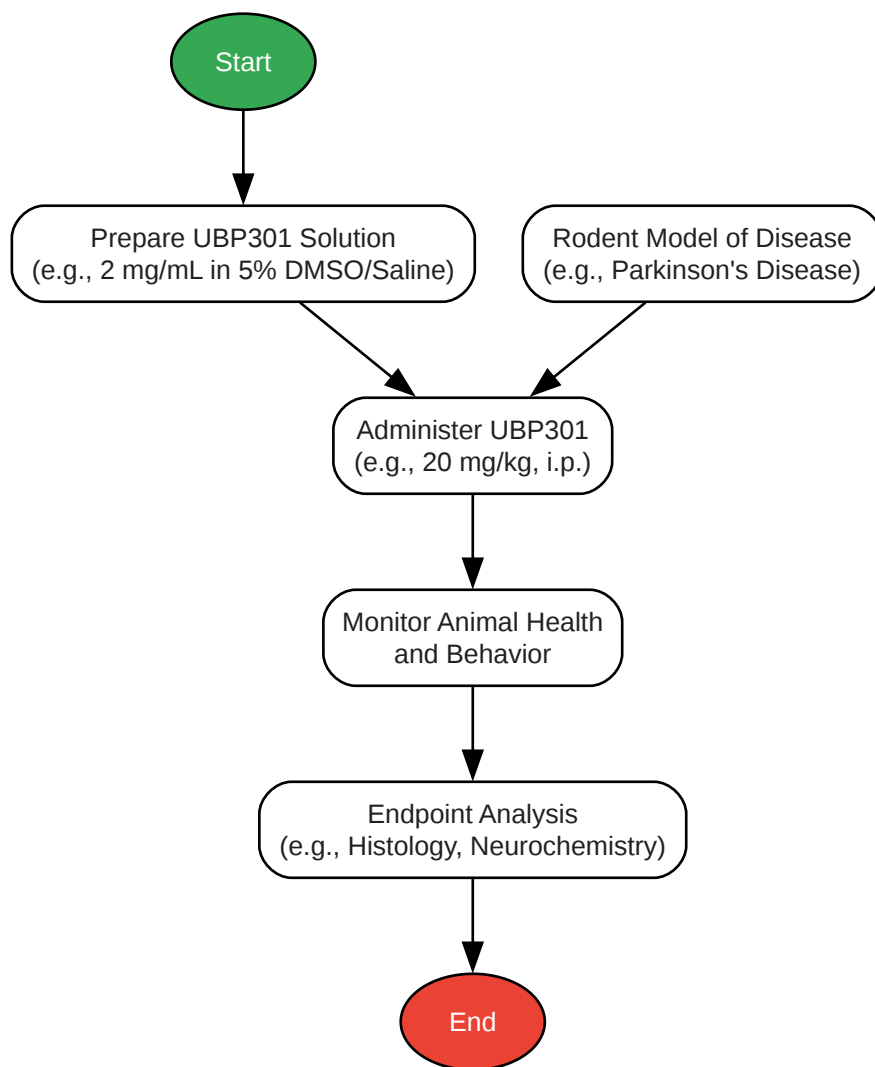 Start
Prepare UBP301 Solution
(e.g., 2 mg/mL in 5% DMSO/Saline)
Rodent Model of Disease
(e.g., Parkinson's Disease)
Administer UBP301
(e.g., 20 mg/kg, i.p.)
Monitor Animal Health
and Behavior
Endpoint Analysis
(e.g., Histology, Neurochemistry)
End